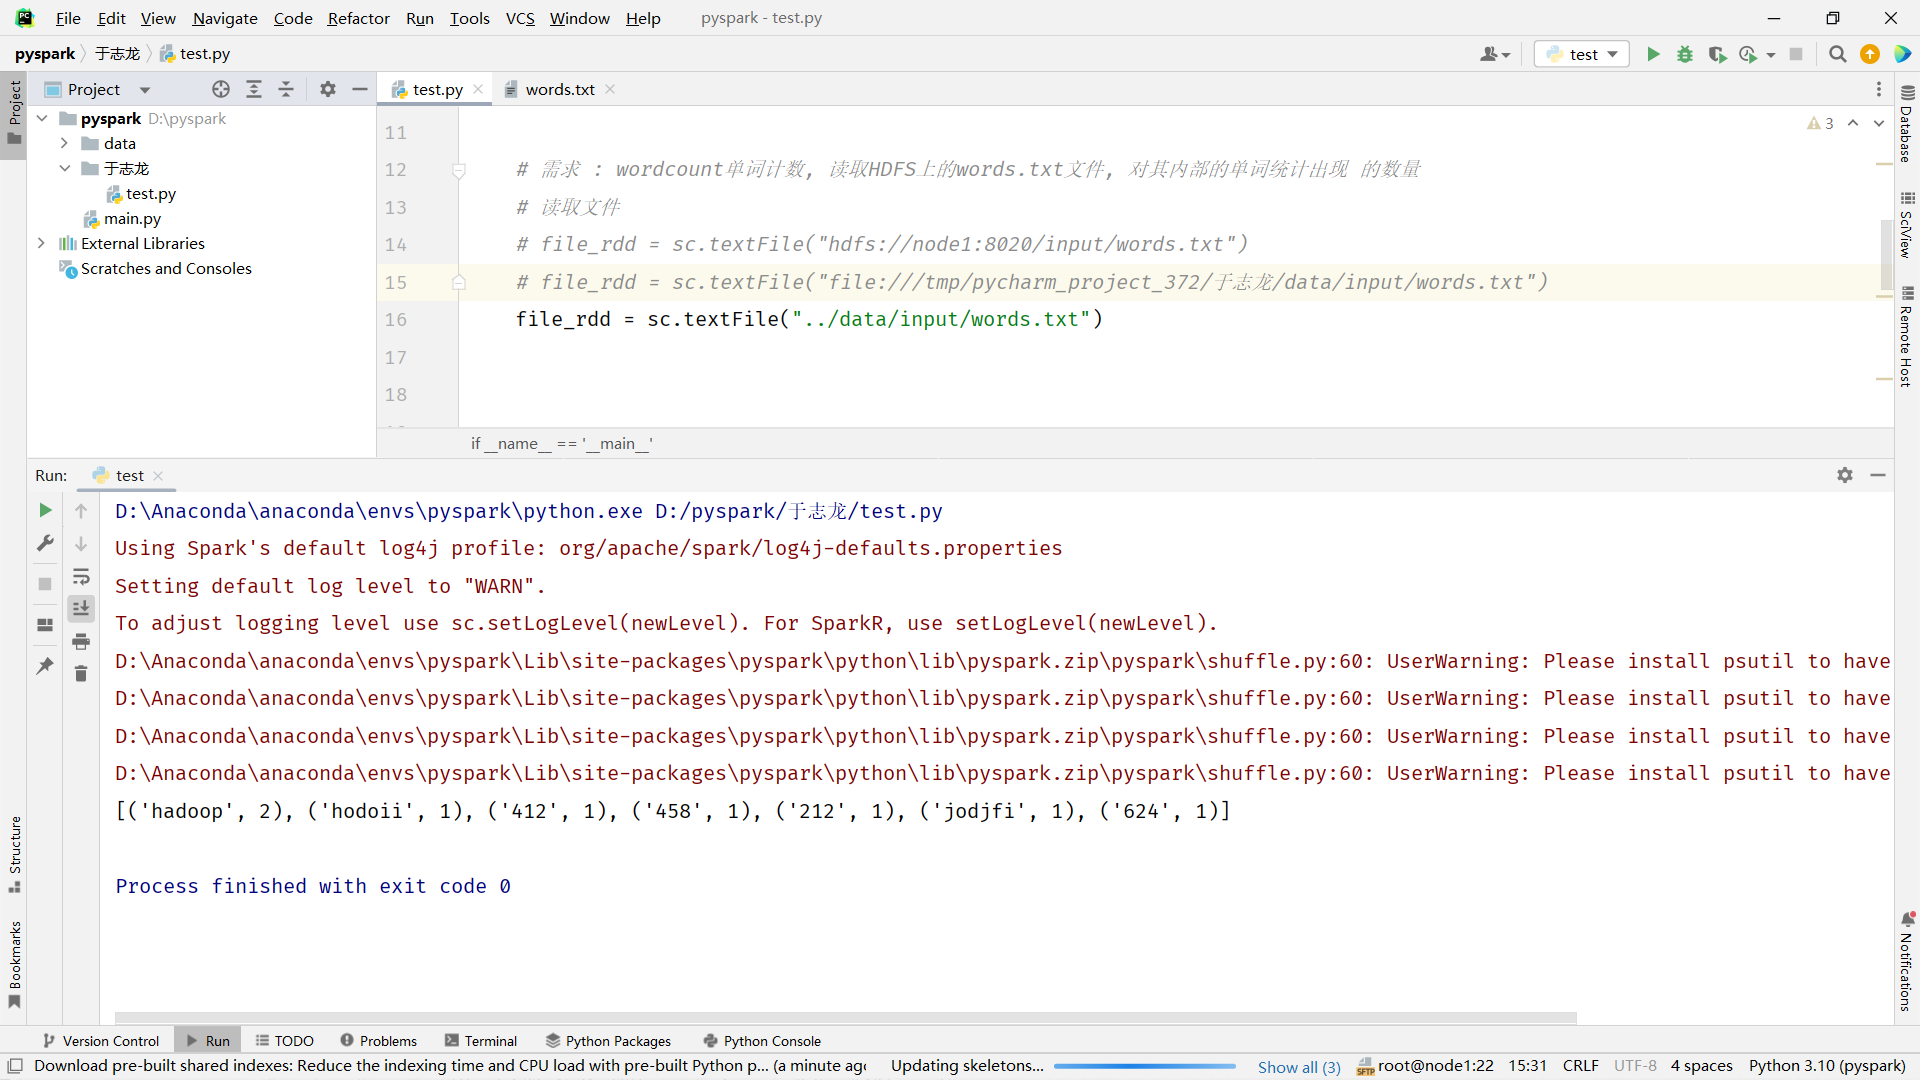 File Edit View Navigate Code Refactor Run Tools VCS Window Help pyspark - test.py
pyspark 于志龙 test.py
test
Project
Project
test.py
words.txt
pyspark D:\pyspark
data
于志龙
test.py
main.py
External Libraries
Scratches and Consoles
3
11
12 # 需求 : wordcount单词计数, 读取HDFS上的words.txt文件, 对其内部的单词统计出现 的数量
13 # 读取文件
14 # file_rdd = sc.textFile("hdfs://node1:8020/input/words.txt")
15 # file_rdd = sc.textFile("file:///tmp/pycharm_project_372/于志龙/data/input/words.txt")
16 file_rdd = sc.textFile("../data/input/words.txt")
17
18
if __name__ == '__main__'
Database
SciView
Remote Host
Run: test
D:\Anaconda\anaconda\envs\pyspark\python.exe D:/pyspark/于志龙/test.py
Using Spark's default log4j profile: org/apache/spark/log4j-defaults.properties
Setting default log level to "WARN".
To adjust logging level use sc.setLogLevel(newLevel). For SparkR, use setLogLevel(newLevel).
D:\Anaconda\anaconda\envs\pyspark\Lib\site-packages\pyspark\python\lib\pyspark.zip\pyspark\shuffle.py:60: UserWarning: Please install psutil to have
D:\Anaconda\anaconda\envs\pyspark\Lib\site-packages\pyspark\python\lib\pyspark.zip\pyspark\shuffle.py:60: UserWarning: Please install psutil to have
D:\Anaconda\anaconda\envs\pyspark\Lib\site-packages\pyspark\python\lib\pyspark.zip\pyspark\shuffle.py:60: UserWarning: Please install psutil to have
D:\Anaconda\anaconda\envs\pyspark\Lib\site-packages\pyspark\python\lib\pyspark.zip\pyspark\shuffle.py:60: UserWarning: Please install psutil to have
[('hadoop', 2), ('hodoii', 1), ('412', 1), ('458', 1), ('212', 1), ('jodjfi', 1), ('624', 1)]
Process finished with exit code 0
Structure
Bookmarks
Notifications
Version Control Run TODO Problems Terminal Python Packages Python Console
Download pre-built shared indexes: Reduce the indexing time and CPU load with pre-built Python p... (a minute ago Updating skeletons... Show all (3) SFTP root@node1:22 15:31 CRLF UTF-8 4 spaces Python 3.10 (pyspark)